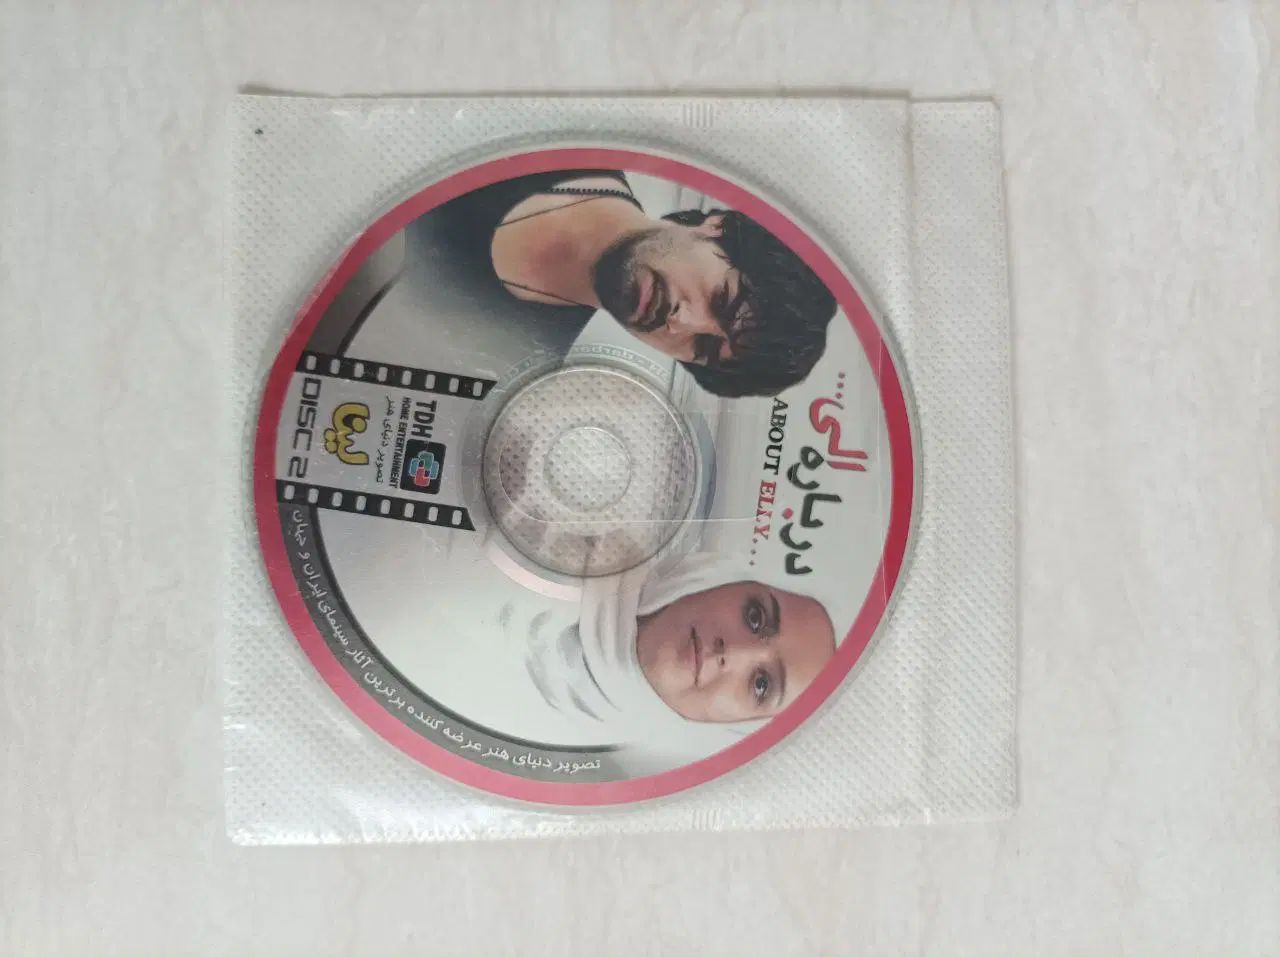 درباره الی...
ABOUT ELLY...
TDH
HOME ENTERTAINMENT
تصویر دنیای هنر
لینا
DISC 2
تصویر دنیای هنر عرضه کننده برترین آثار سینمای ایران و جهان